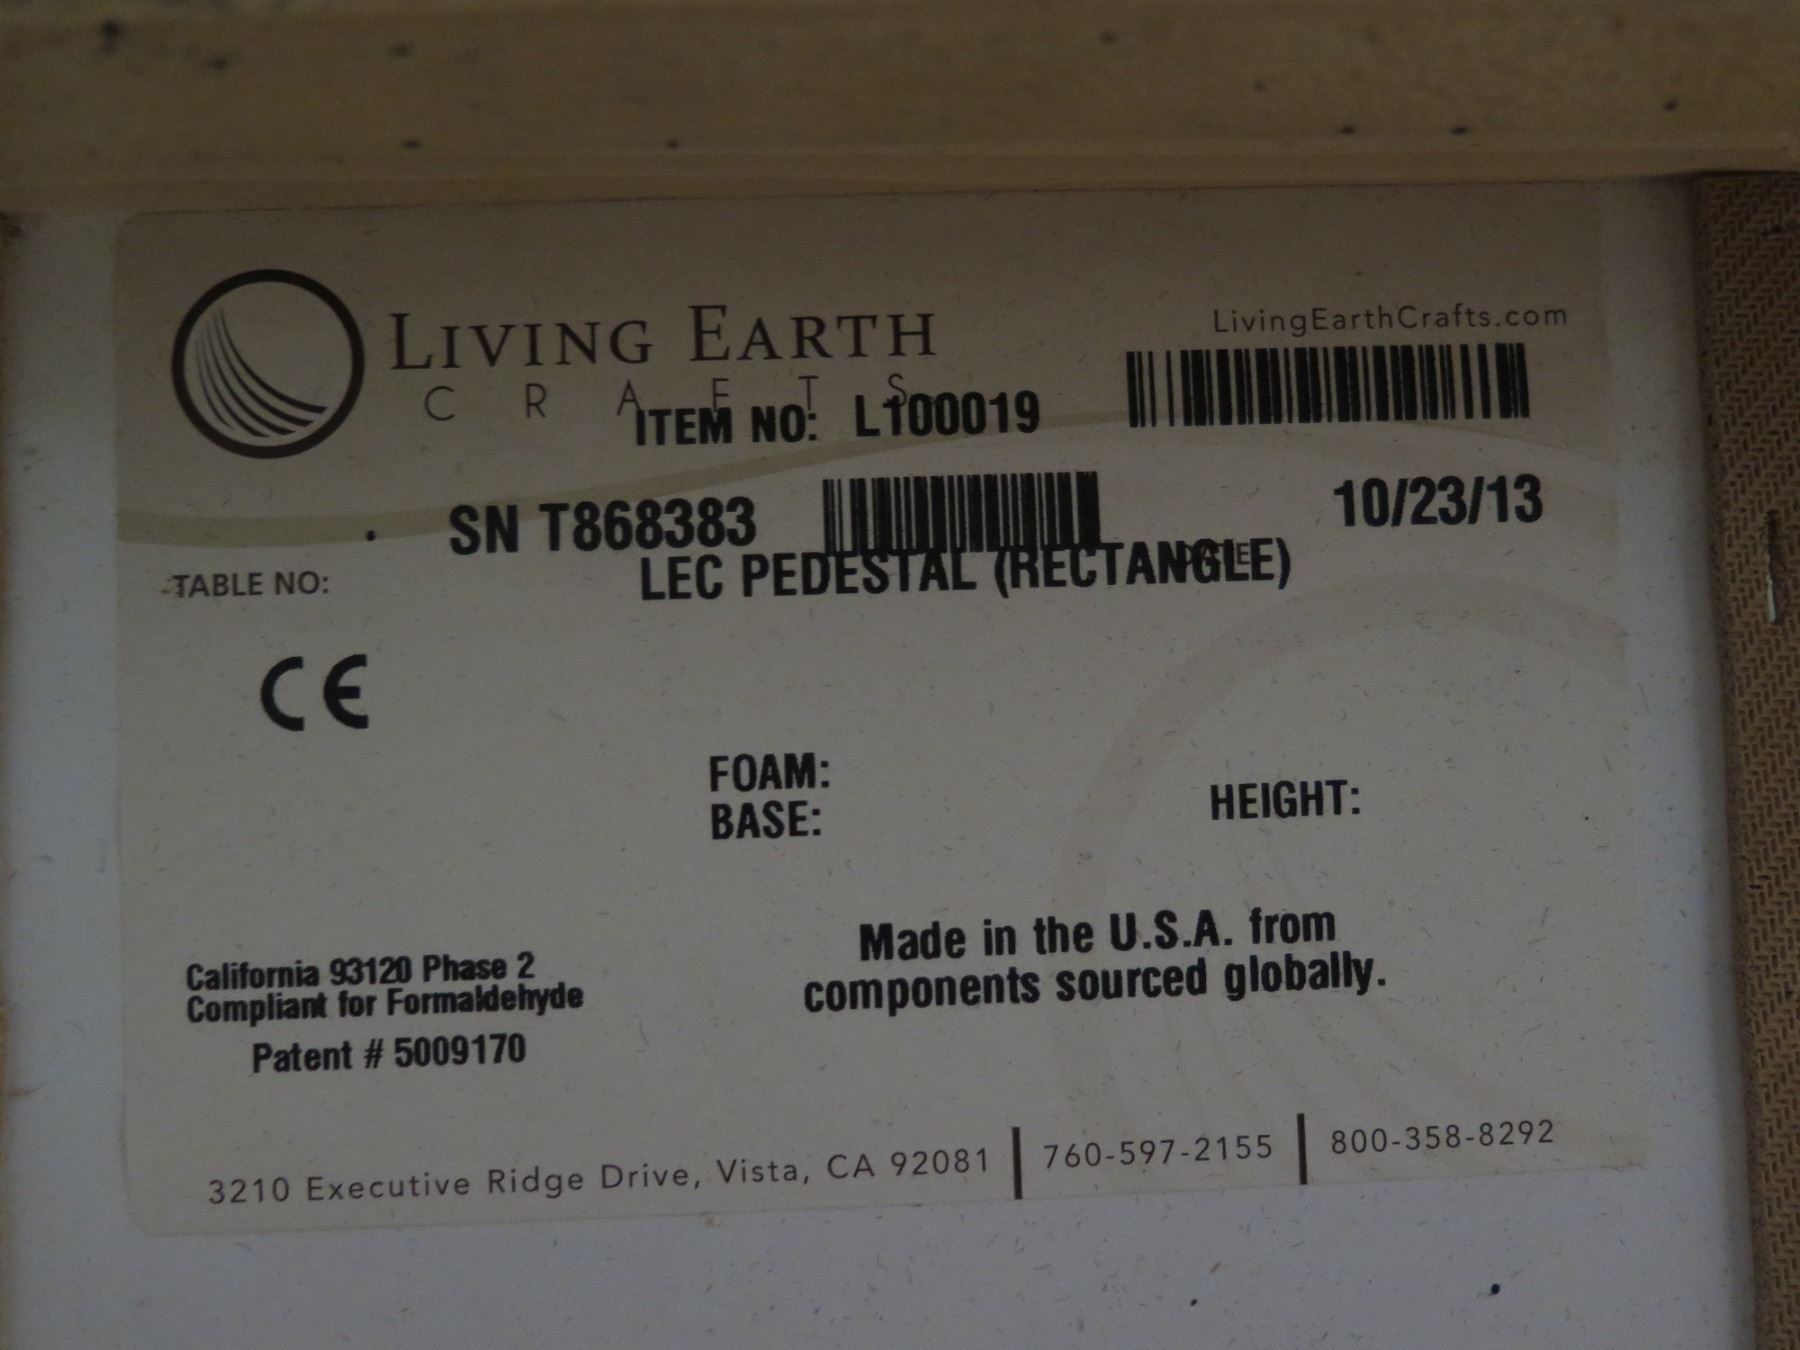 LIVING EARTH
CRAFTS
LivingEarthCrafts.com
ITEM NO: L100019
SN T868383
10/23/13
TABLE NO:
LEC PEDESTAL (RECTANGLE)
CE
FOAM:
BASE:
HEIGHT:
Made in the U.S.A. from
components sourced globally.
California 93120 Phase 2
Compliant for Formaldehyde
Patent # 5009170
3210 Executive Ridge Drive, Vista, CA 92081 | 760-597-2155 | 800-358-8292